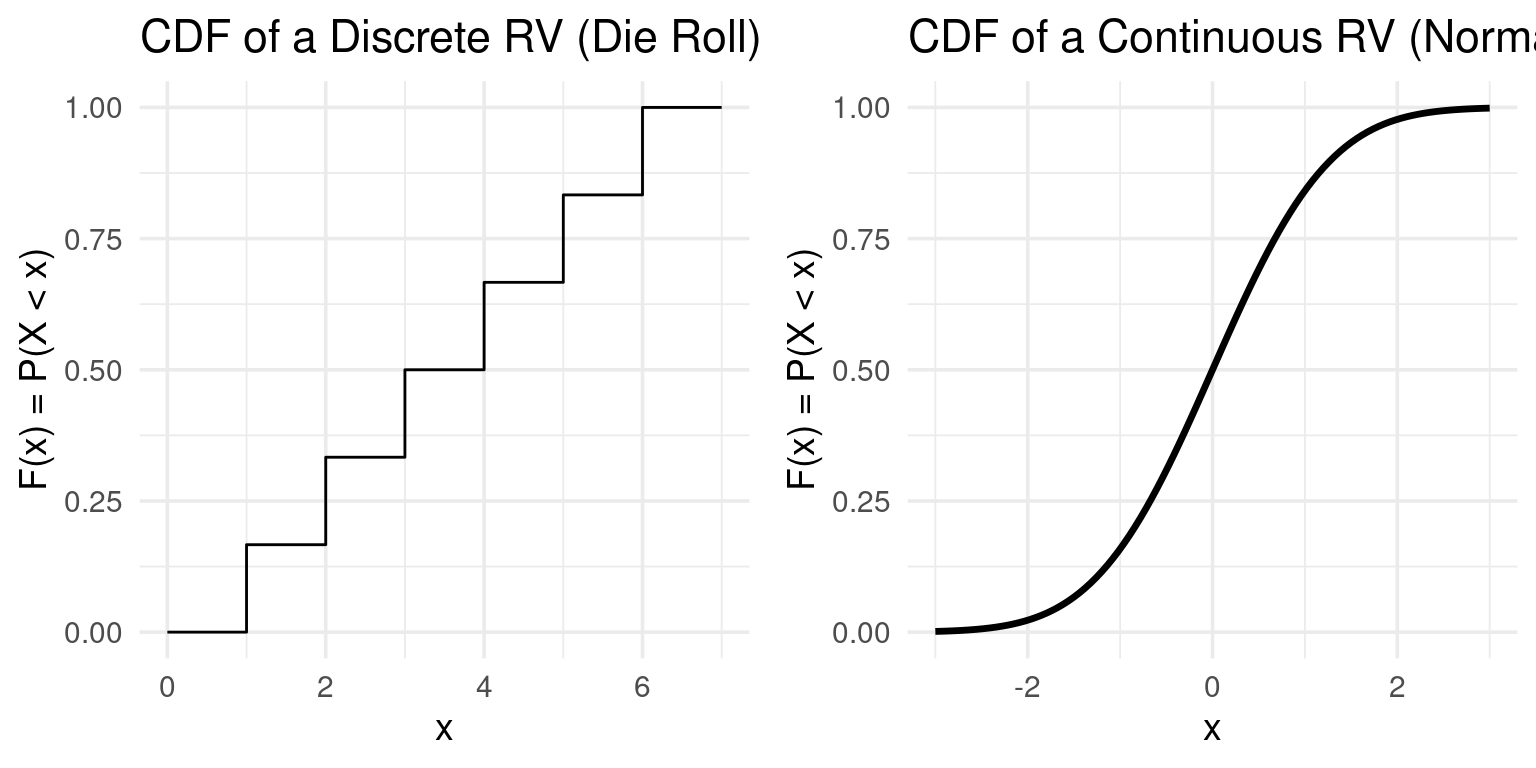 CDF of a Discrete RV (Die Roll)
F(x) = P(X < x)
1.00
0.75
0.50
0.25
0.00
0
2
4
6
x
CDF of a Continuous RV (Norma
F(x) = P(X < x)
1.00
0.75
0.50
0.25
0.00
-2
0
2
x